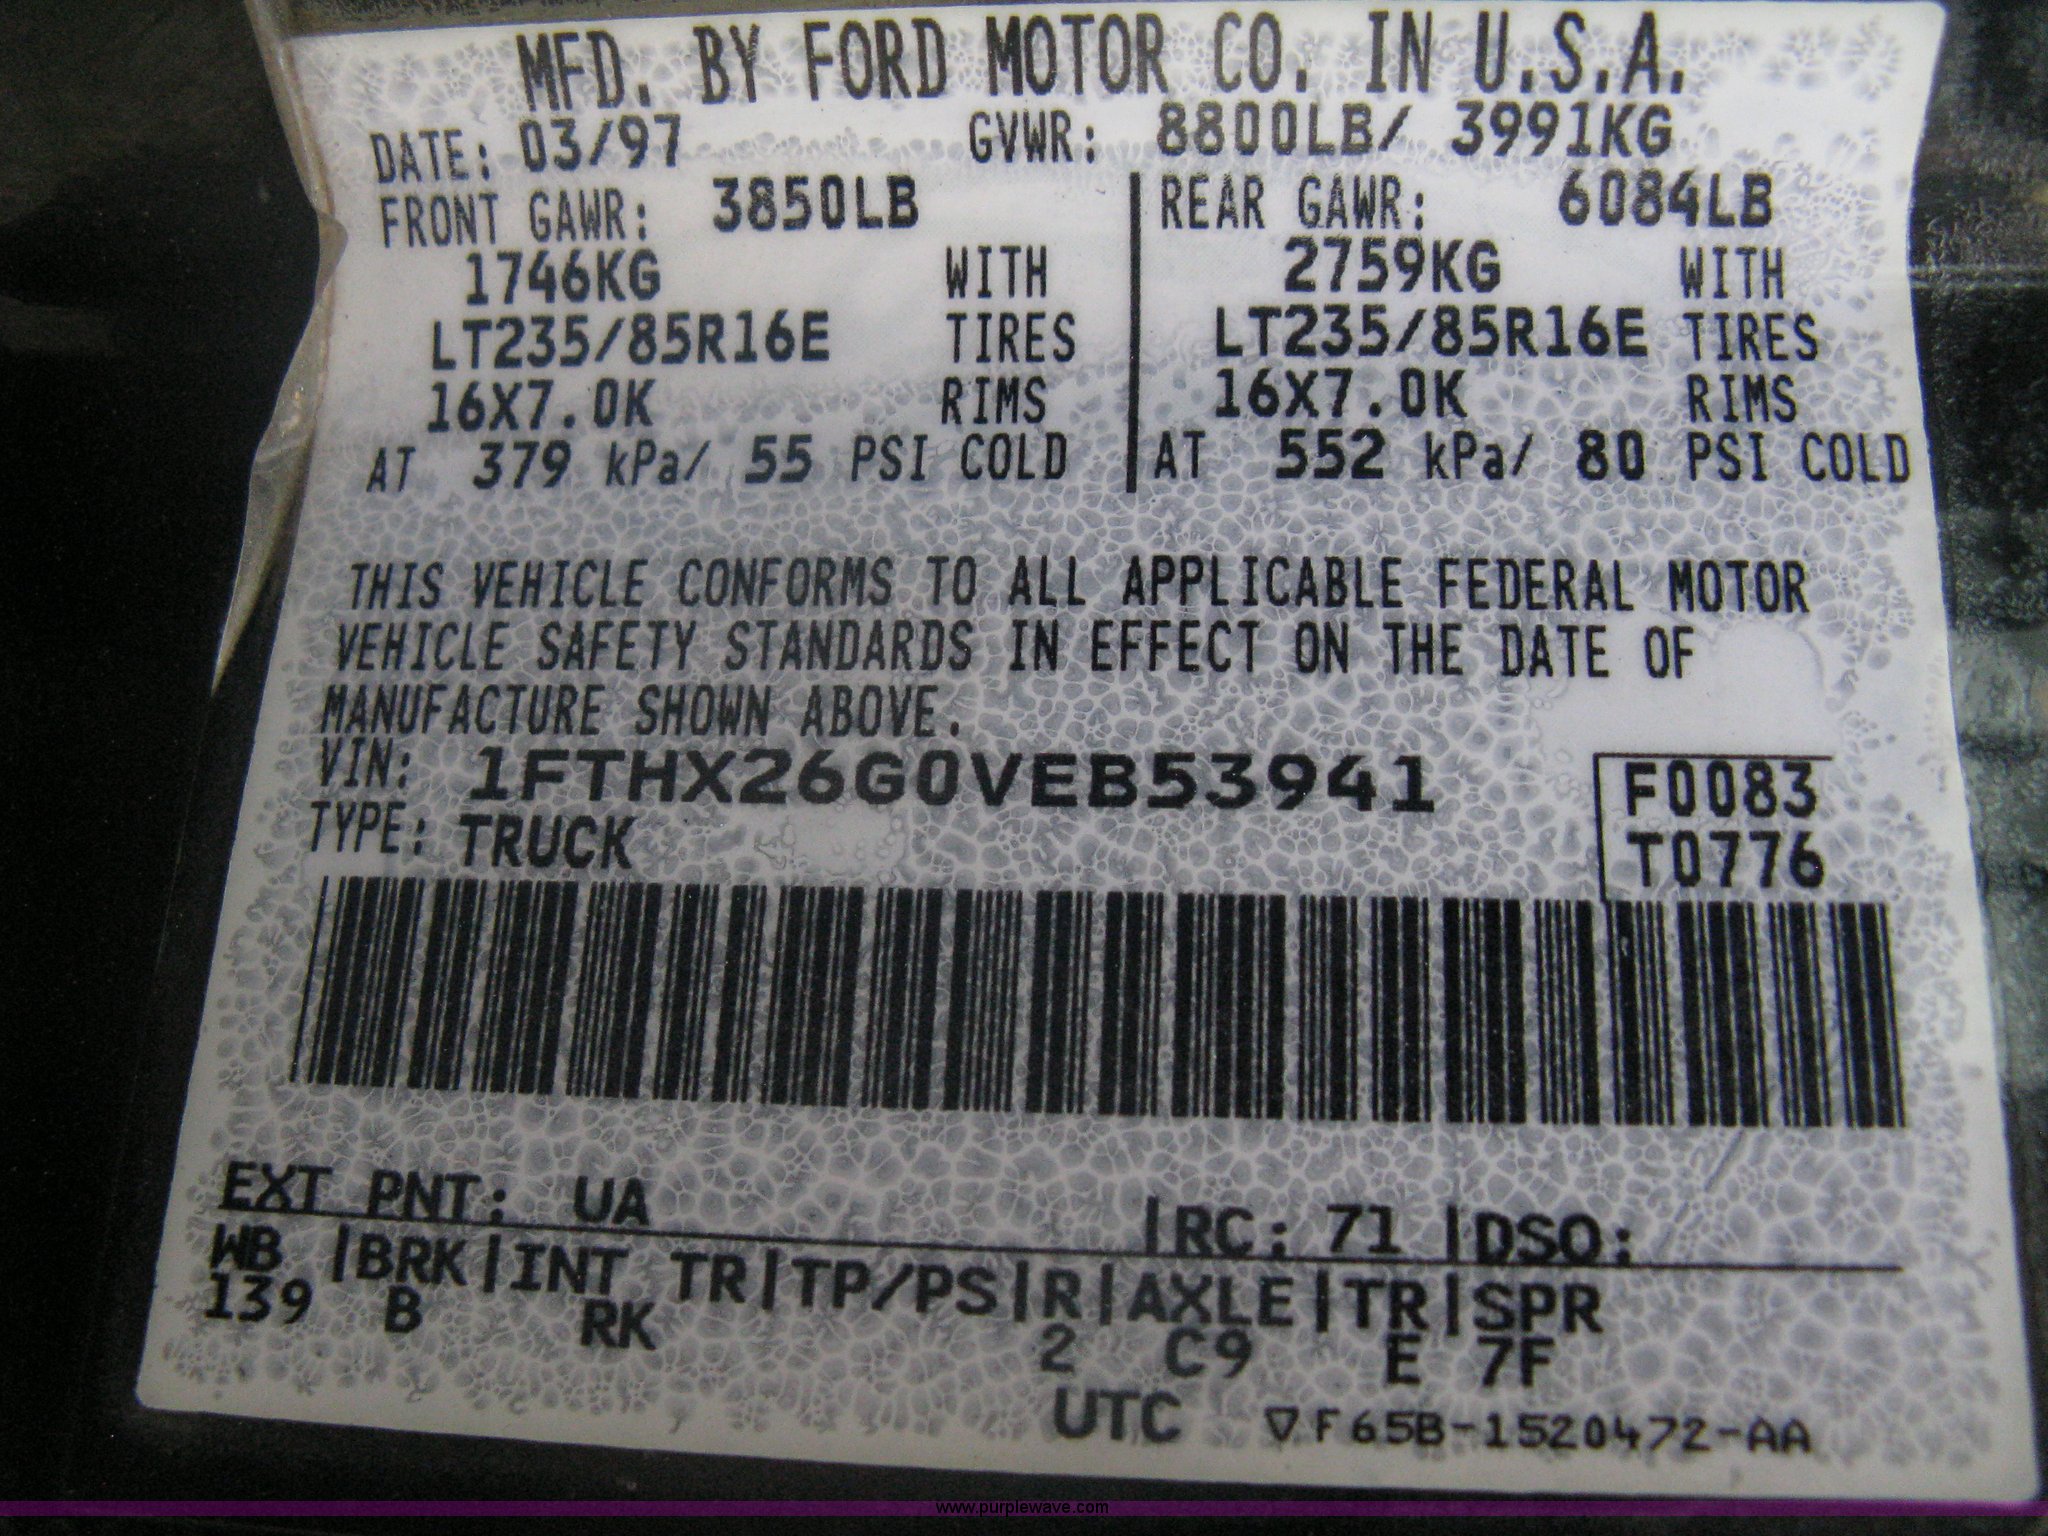 MFD. BY FORD MOTOR CO. IN U.S.A.
DATE: 03/97 GVWR: 8800LB/ 3991KG
FRONT GAWR: 3850LB REAR GAWR: 6084LB
1746KG WITH 2759KG WITH
LT235/85R16E TIRES LT235/85R16E TIRES
16X7.0K RIMS 16X7.0K RIMS
AT 379 kPa/ 55 PSI COLD AT 552 kPa/ 80 PSI COLD
THIS VEHICLE CONFORMS TO ALL APPLICABLE FEDERAL MOTOR
VEHICLE SAFETY STANDARDS IN EFFECT ON THE DATE OF
MANUFACTURE SHOWN ABOVE.
VIN: 1FTHX26G0VEB53941 F0083
TYPE: TRUCK T0776
EXT PNT: UA |RC: 71 |DSO:
WB |BRK|INT TR|TP/PS|R|AXLE|TR|SPR
139 B RK 2 C9 E 7F
UTC ▽F65B-1520472-AA
www.purplewave.com